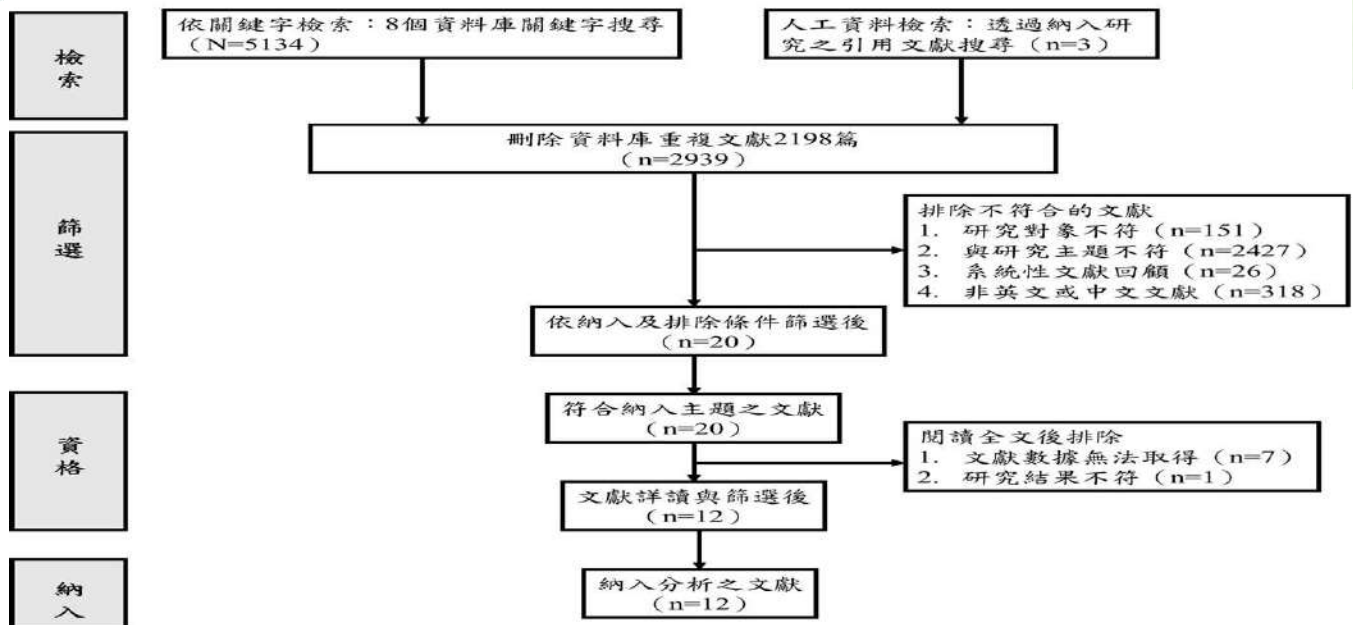 檢索
依關鍵字檢索：8個資料庫關鍵字搜尋
（N=5134）
人工資料檢索：透過納入研
究之引用文獻搜尋（n=3）
篩選
刪除資料庫重複文獻2198篇
（n=2939）
排除不符合的文獻
1. 研究對象不符（n=151）
2. 與研究主題不符（n=2427）
3. 系統性文獻回顧（n=26）
4. 非英文或中文文獻（n=318）
依納入及排除條件篩選後
（n=20）
資格
符合納入主題之文獻
（n=20）
閱讀全文後排除
1. 文獻數據無法取得（n=7）
2. 研究結果不符（n=1）
文獻詳讀與篩選後
（n=12）
納入
納入分析之文獻
（n=12）